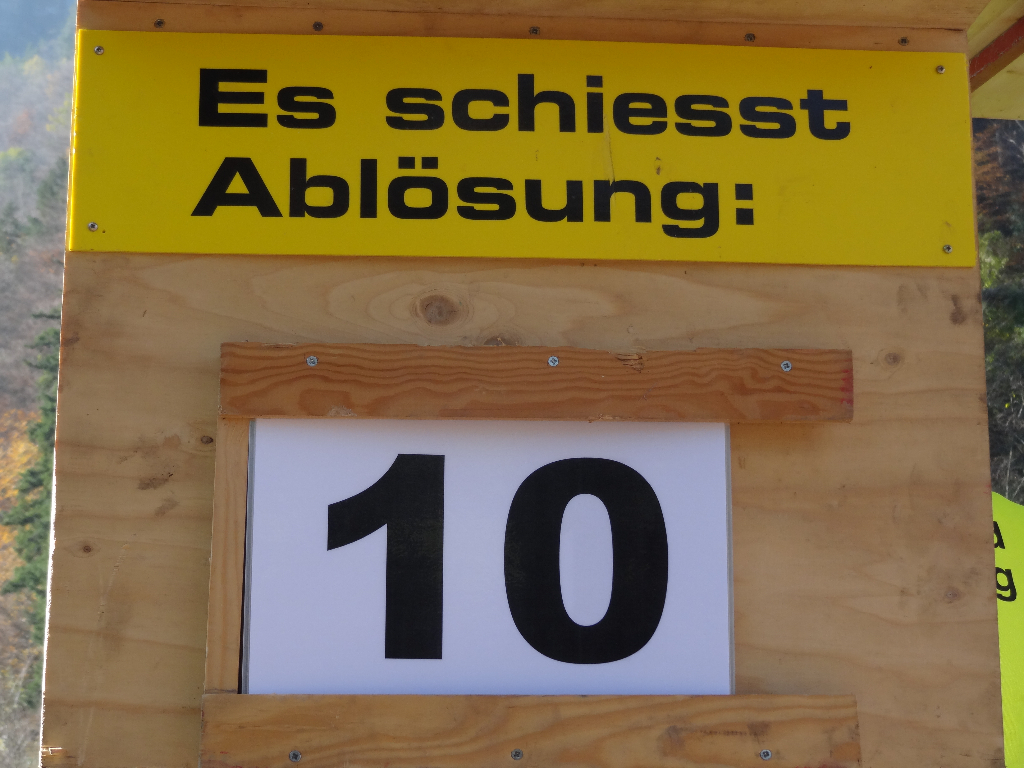 Es schiesst
Ablösung:
10
g